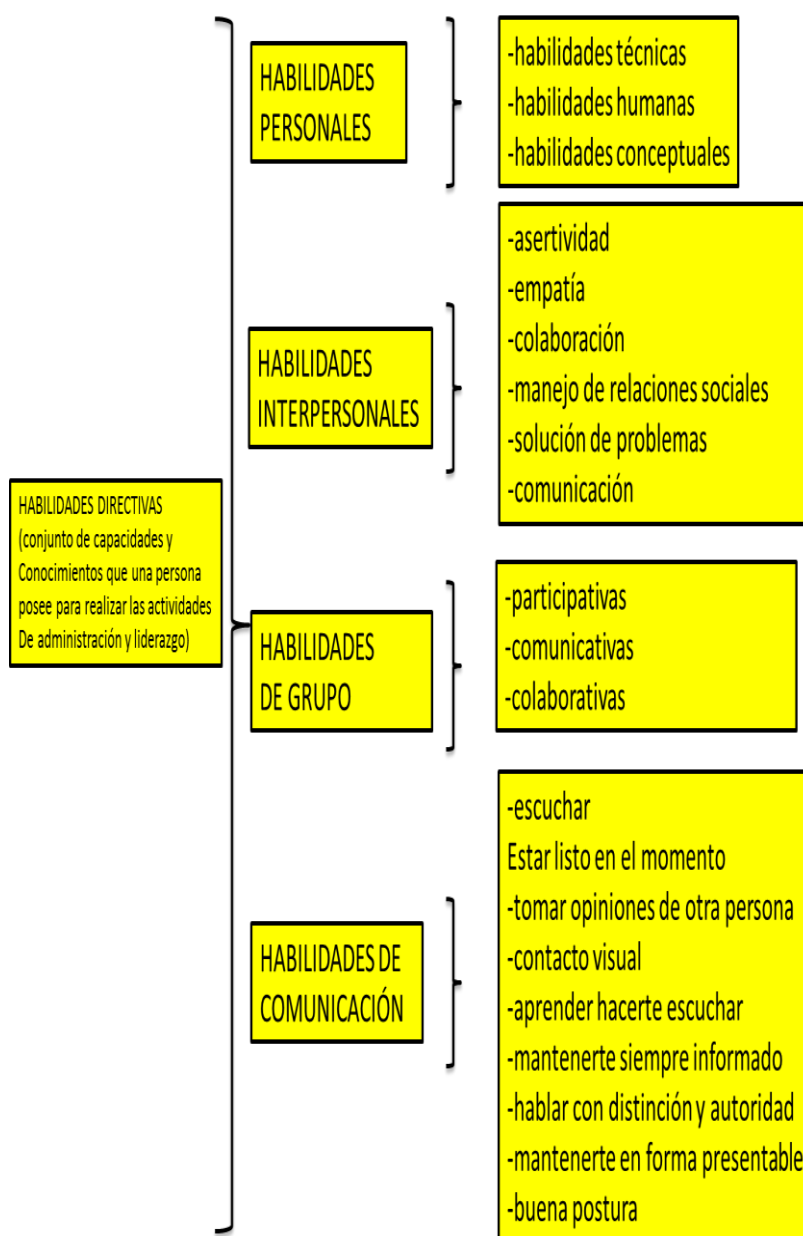 HABILIDADES DIRECTIVAS
(conjunto de capacidades y
Conocimientos que una persona
posee para realizar las actividades
De administración y liderazgo)
HABILIDADES
PERSONALES
-habilidades técnicas
-habilidades humanas
-habilidades conceptuales
HABILIDADES
INTERPERSONALES
-asertividad
-empatía
-colaboración
-manejo de relaciones sociales
-solución de problemas
-comunicación
HABILIDADES
DE GRUPO
-participativas
-comunicativas
-colaborativas
HABILIDADES DE
COMUNICACIÓN
-escuchar
Estar listo en el momento
-tomar opiniones de otra persona
-contacto visual
-aprender hacerte escuchar
-mantenerte siempre informado
-hablar con distinción y autoridad
-mantenerte en forma presentable
-buena postura